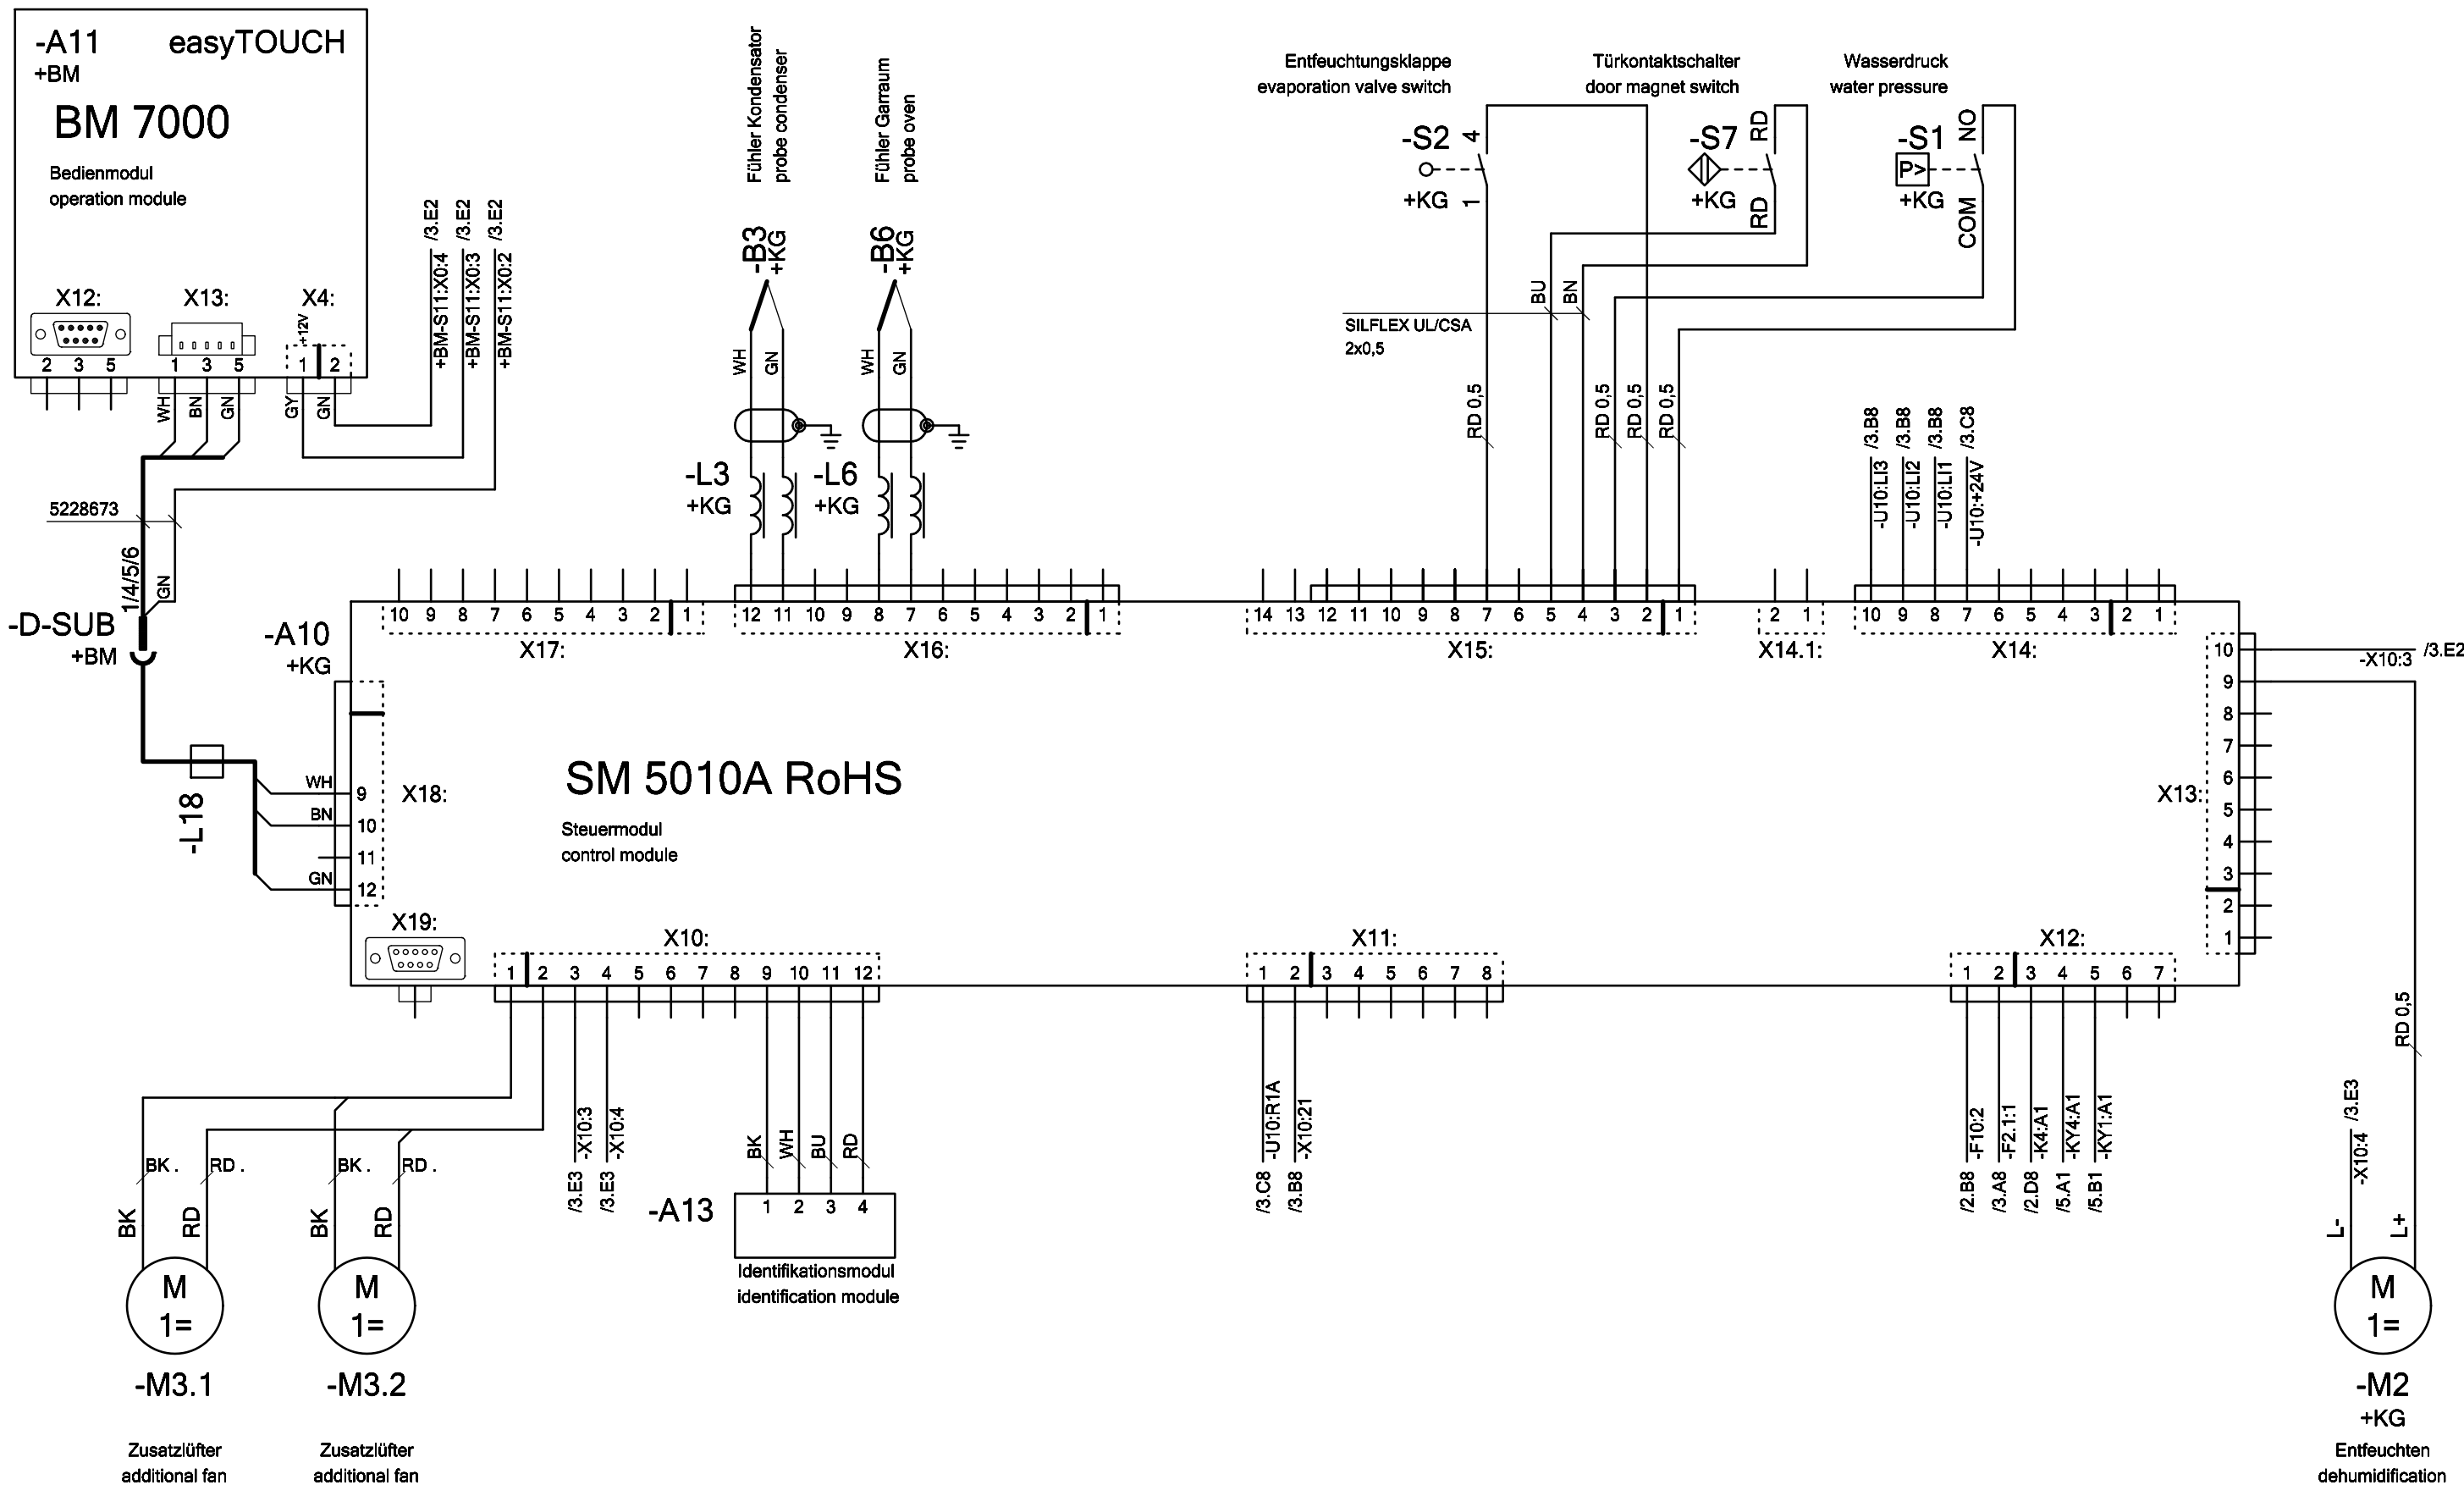 -A11 easyTOUCH
+BM
BM 7000
Bedienmodul
operation module
X12: X13: X4:
+12V
2 3 5 1 3 5 1 2
WH BN GN GY GN
/3.E2 /3.E2 /3.E2
+BM-S11:X0:4 +BM-S11:X0:3 +BM-S11:X0:2
5228673
1/4/5/6
GN
-D-SUB
+BM
-L18
Fühler Kondensator
probe condenser
Fühler Garraum
probe oven
-B3
+KG
-B6
+KG
WH GN WH GN
-L3
+KG
-L6
+KG
Entfeuchtungsklappe
evaporation valve switch
Türkontaktschalter
door magnet switch
Wasserdruck
water pressure
-S2
+KG
4
1
-S7
+KG
RD
RD
-S1
P>
+KG
NO
COM
BU BN
SILFLEX UL/CSA
2x0,5
RD 0,5 RD 0,5 RD 0,5 RD 0,5
/3.B8 /3.B8 /3.B8 /3.C8
-U10:LI3 -U10:LI2 -U10:LI1 -U10:+24V
-A10
+KG
10 9 8 7 6 5 4 3 2 1
X17:
12 11 10 9 8 7 6 5 4 3 2 1
X16:
14 13 12 11 10 9 8 7 6 5 4 3 2 1
X15:
2 1
X14.1:
10 9 8 7 6 5 4 3 2 1
X14:
10 9 8 7 6 5 4 3 2 1
X13:
-X10:3 /3.E2
SM 5010A RoHS
Steuermodul
control module
X18:
WH 9
BN 10
11
GN 12
X19:
X10:
1 2 3 4 5 6 7 8 9 10 11 12
X11:
1 2 3 4 5 6 7 8
X12:
1 2 3 4 5 6 7
BK . RD . BK . RD .
BK RD BK RD
M
1=
M
1=
-M3.1 -M3.2
Zusatzlüfter
additional fan
Zusatzlüfter
additional fan
-X10:3 -X10:4
/3.E3 /3.E3
BK WH BU RD
-A13
1 2 3 4
Identifikationsmodul
identification module
-U10:R1A -X10:21
/3.C8 /3.B8
-F10:2 -F2.1:1 -K4:A1 -KY4:A1 -KY1:A1
/2.B8 /3.A8 /2.D8 /5.A1 /5.B1
RD 0,5
/3.E3
-X10:4
L- L+
M
1=
-M2
+KG
Entfeuchten
dehumidification